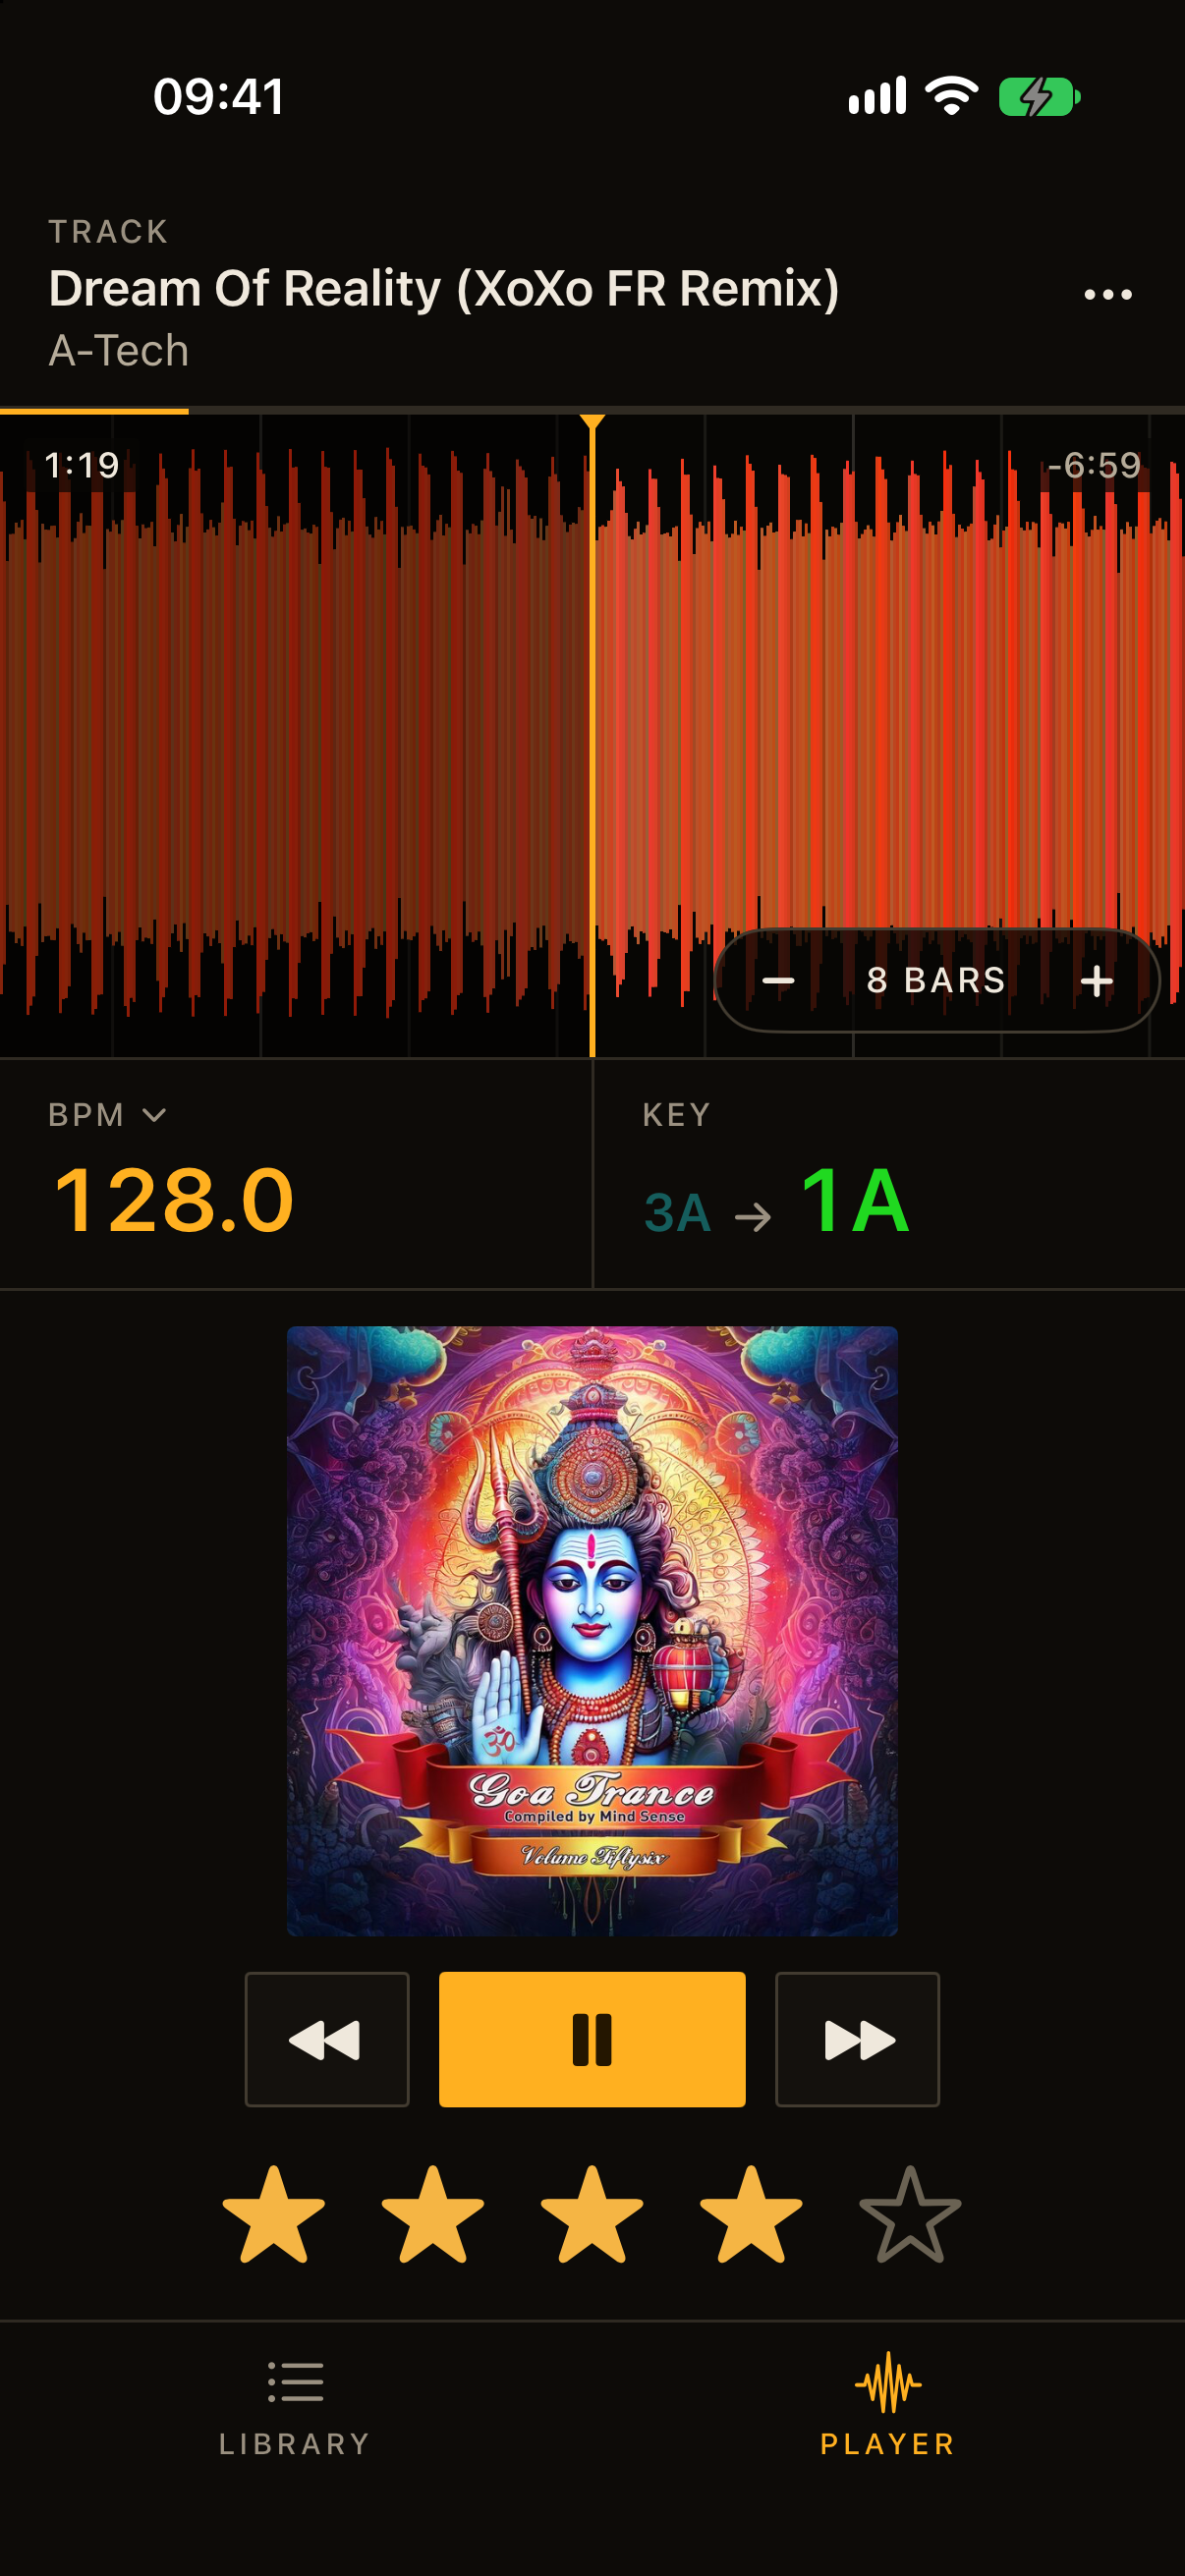 09:41
TRACK
Dream Of Reality (XoXo FR Remix)
A-Tech
1:19
-6:59
8 BARS
BPM
KEY
128.0
3A → 1A
ॐ
Goa Trance
Compiled by Mind Sense
Volume Fiftysix
LIBRARY
PLAYER